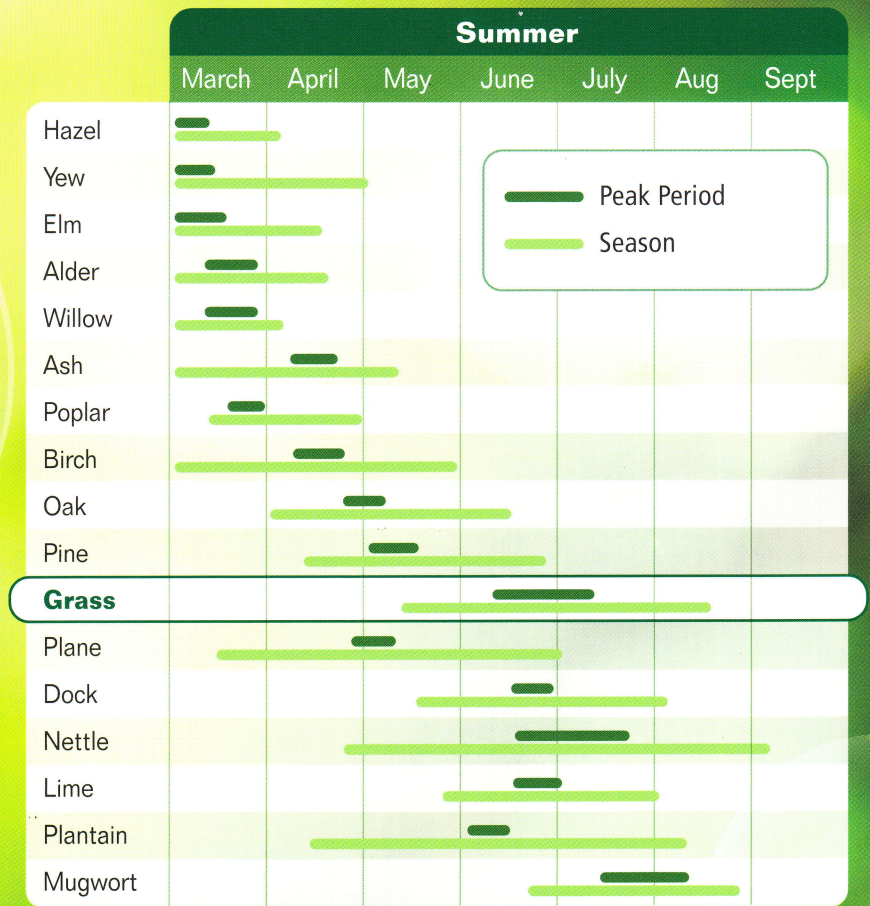 Summer
March April May June July Aug Sept
Hazel
Yew
Peak Period
Elm
Season
Alder
Willow
Ash
Poplar
Birch
Oak
Pine
Grass
Plane
Dock
Nettle
Lime
Plantain
Mugwort